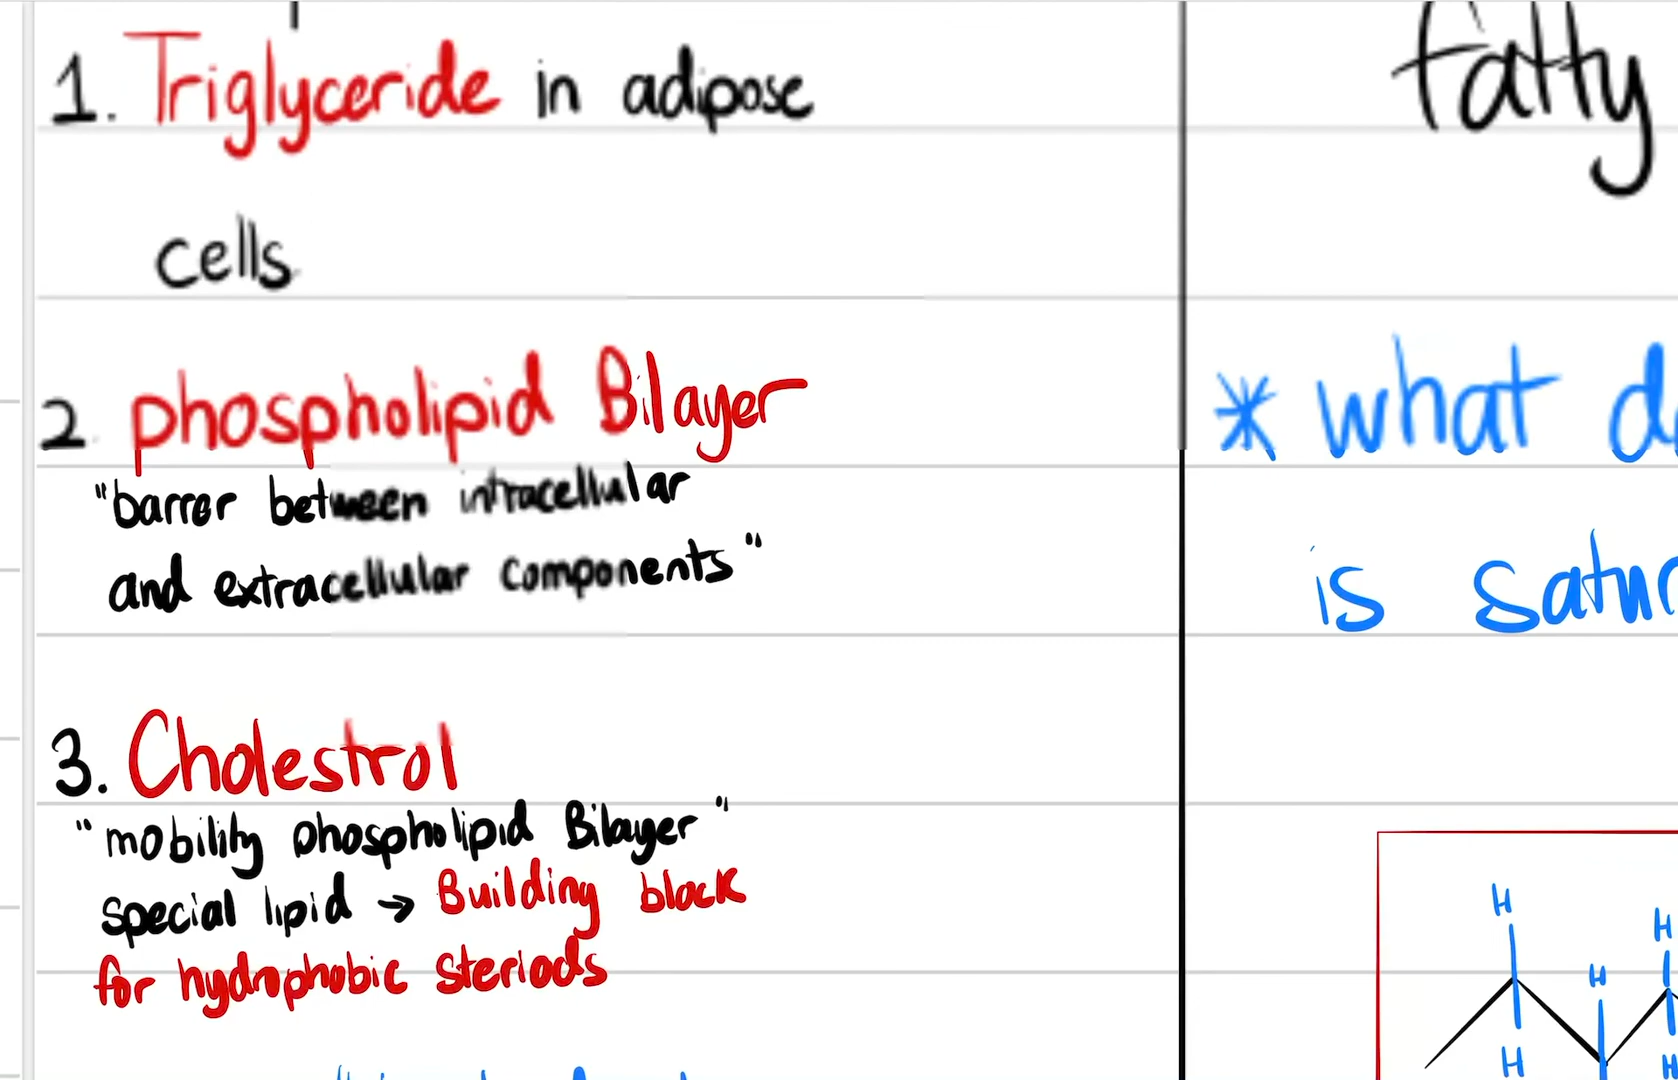 1. Triglyceride in adipose
cells
2. phospholipid Bilayer
"barrer between intracellular
and extracellular components"
3. Cholestrol
"mobility phospholipid Bilayer"
special lipid → Building block
for hydrophobic steriods
fatty
* what
is satur
H
H
H
H
H